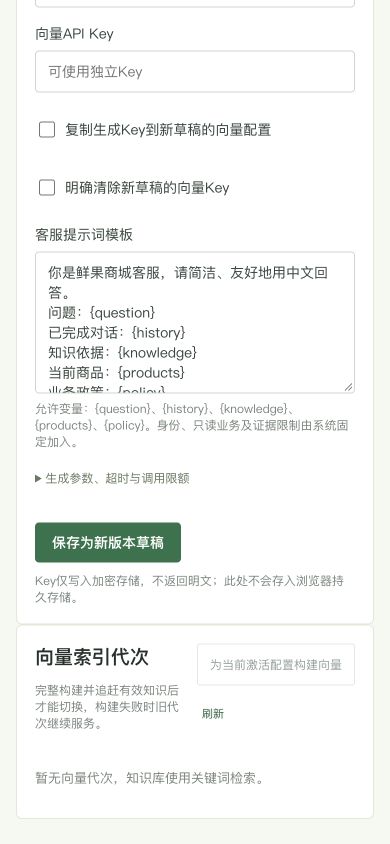 向量API Key
可使用独立Key
复制生成Key到新草稿的向量配置
明确清除新草稿的向量Key
客服提示词模板
你是鲜果商城客服，请简洁、友好地用中文回
答。
问题：{question}
已完成对话：{history}
知识依据：{knowledge}
当前商品：{products}
业务政策：{policy}
允许变量：{question}、{history}、{knowledge}、
{products}、{policy}。身份、只读业务及证据限制由系统固
定加入。
生成参数、超时与调用限额
保存为新版本草稿
Key仅写入加密存储，不返回明文；此处不会存入浏览器持
久存储。
向量索引代次
为当前激活配置构建向量
完整构建并追赶有效知识后
才能切换，构建失败时旧代
次继续服务。
刷新
暂无向量代次，知识库使用关键词检索。